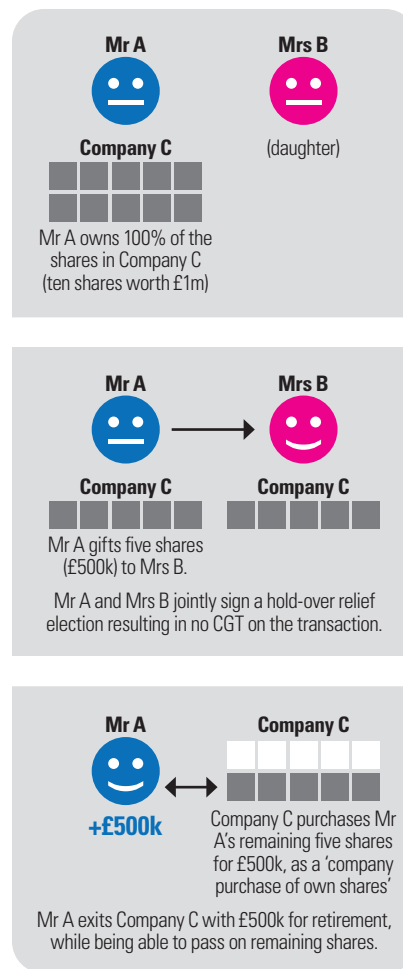 Mr A
Mrs B
Company C
(daughter)
Mr A owns 100% of the
shares in Company C
(ten shares worth £1m)
Mr A
Mrs B
Company C
Company C
Mr A gifts five shares
(£500k) to Mrs B.
Mr A and Mrs B jointly sign a hold-over relief
election resulting in no CGT on the transaction.
Mr A
Company C
+£500k
Company C purchases Mr
A’s remaining five shares
for £500k, as a ‘company
purchase of own shares’
Mr A exits Company C with £500k for retirement,
while being able to pass on remaining shares.